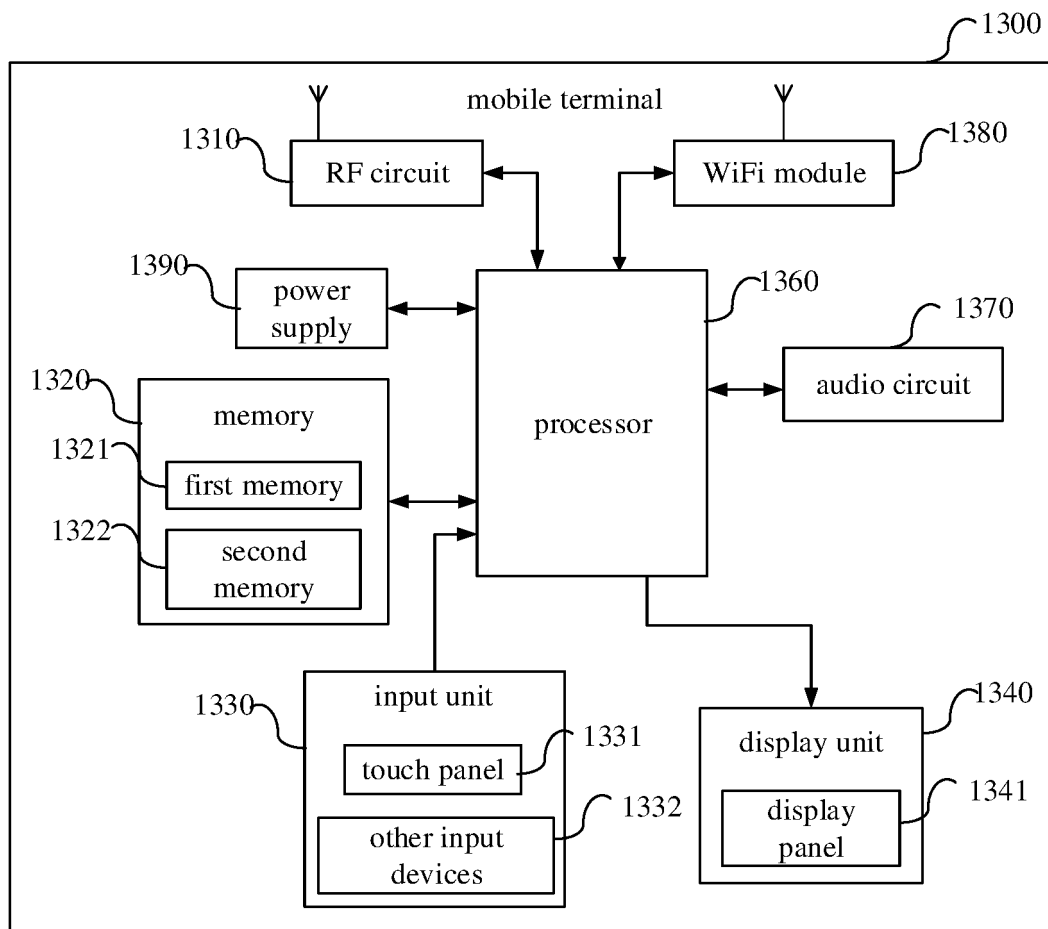 1300
mobile terminal
1310
RF circuit
WiFi module
1380
1390
power
supply
1360
1370
audio circuit
processor
1320
memory
1321
first memory
1322
second
memory
1330
input unit
1331
touch panel
1332
other input
devices
1340
display unit
1341
display
panel